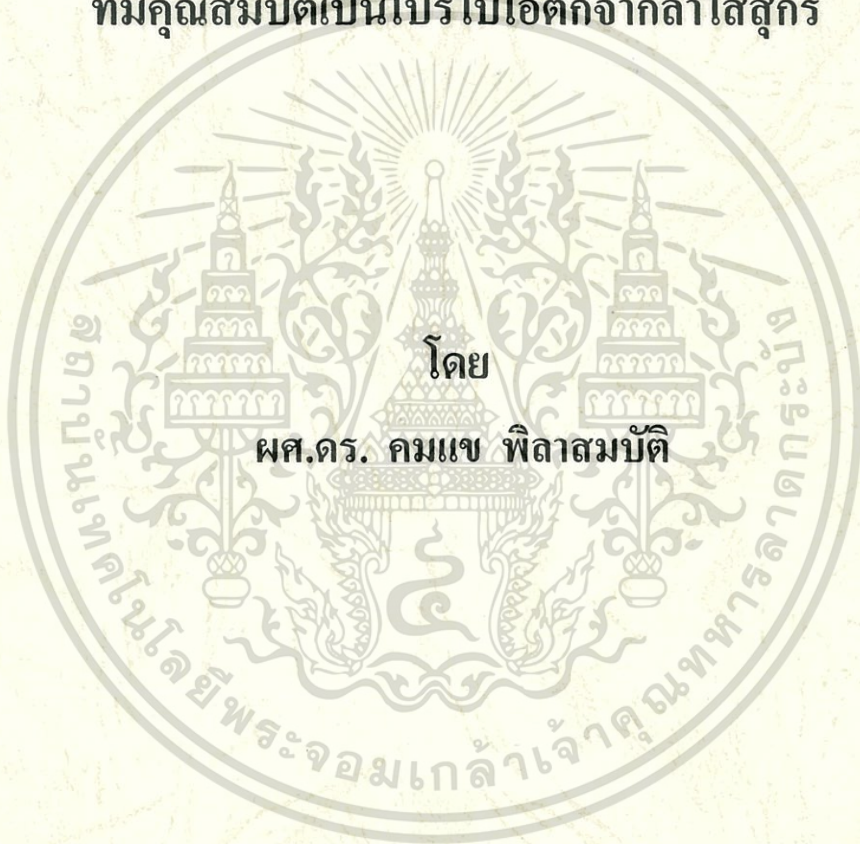 ที่มีคุณสมบัติเป็นโปรไบโอติกจากลำไส้สุกร
โดย
ผศ.ดร. คมแข พิลาสมบัติ
สถาบันเทคโนโลยีพระจอมเกล้าเจ้าคุณทหารลาดกระบัง